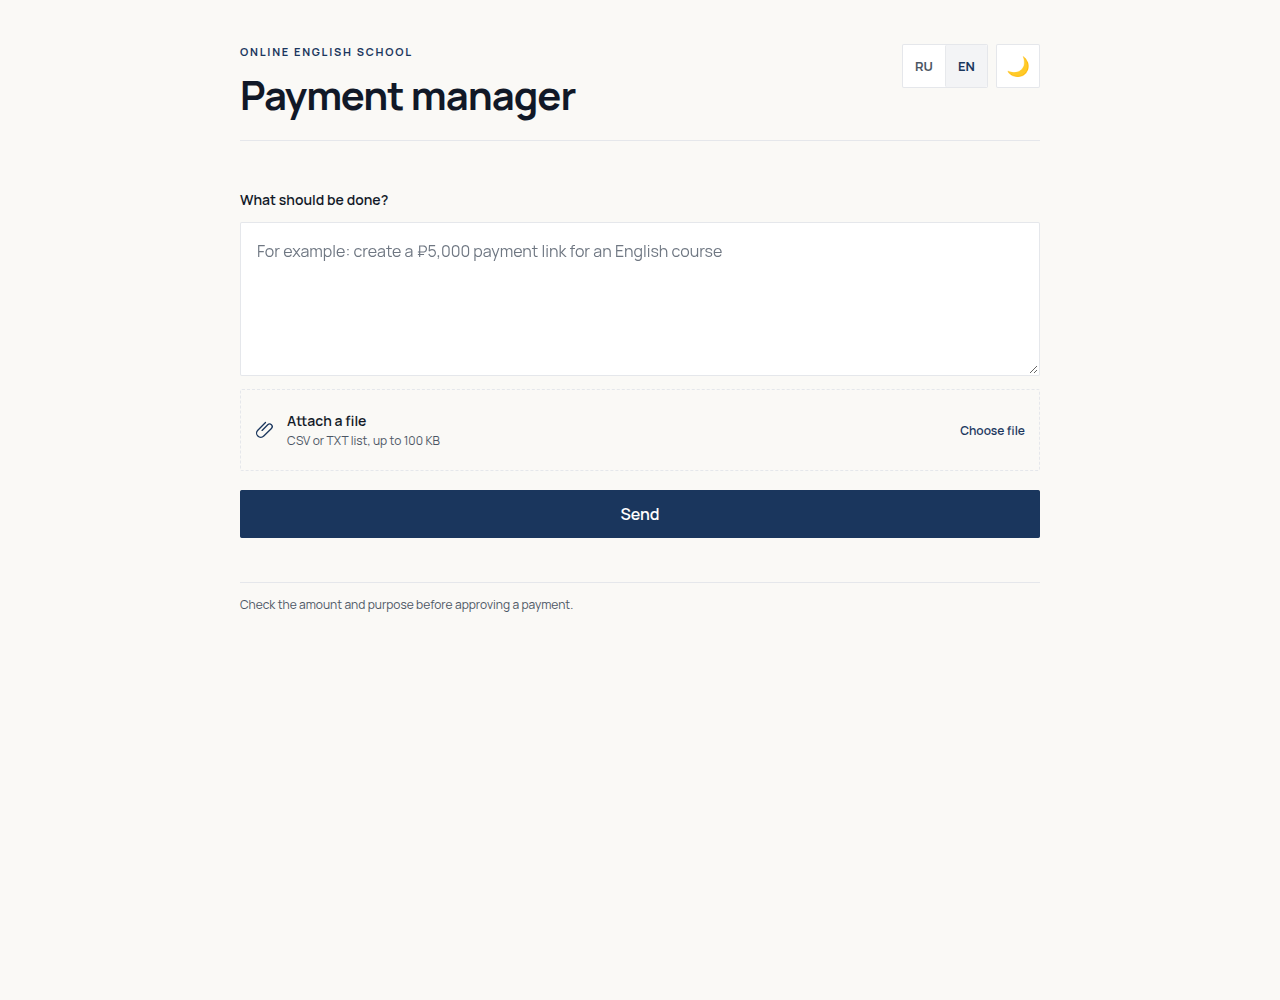 ONLINE ENGLISH SCHOOL
Payment manager
RU
EN
What should be done?
For example: create a ₽5,000 payment link for an English course
Attach a file
CSV or TXT list, up to 100 KB
Choose file
Send
Check the amount and purpose before approving a payment.